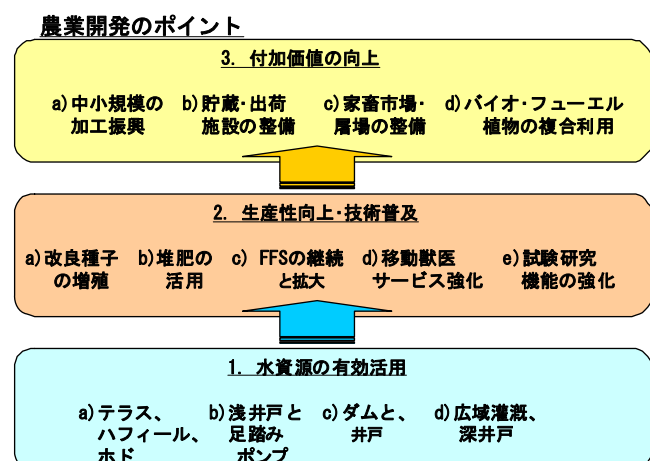 農業開発のポイント
3. 付加価値の向上
a)中小規模の b)貯蔵・出荷 c)家畜市場・ d)バイオ・フューエル
加工振興 施設の整備 屠場の整備 植物の複合利用
2. 生産性向上・技術普及
a)改良種子 b)堆肥の c) FFSの継続 d)移動獣医 e)試験研究
の増殖 活用 と拡大 サービス強化 機能の強化
1. 水資源の有効活用
a)テラス、 b)浅井戸と c)ダムと、 d)広域灌漑、
ハフィール、 足踏み 井戸 深井戸
ホド ポンプ